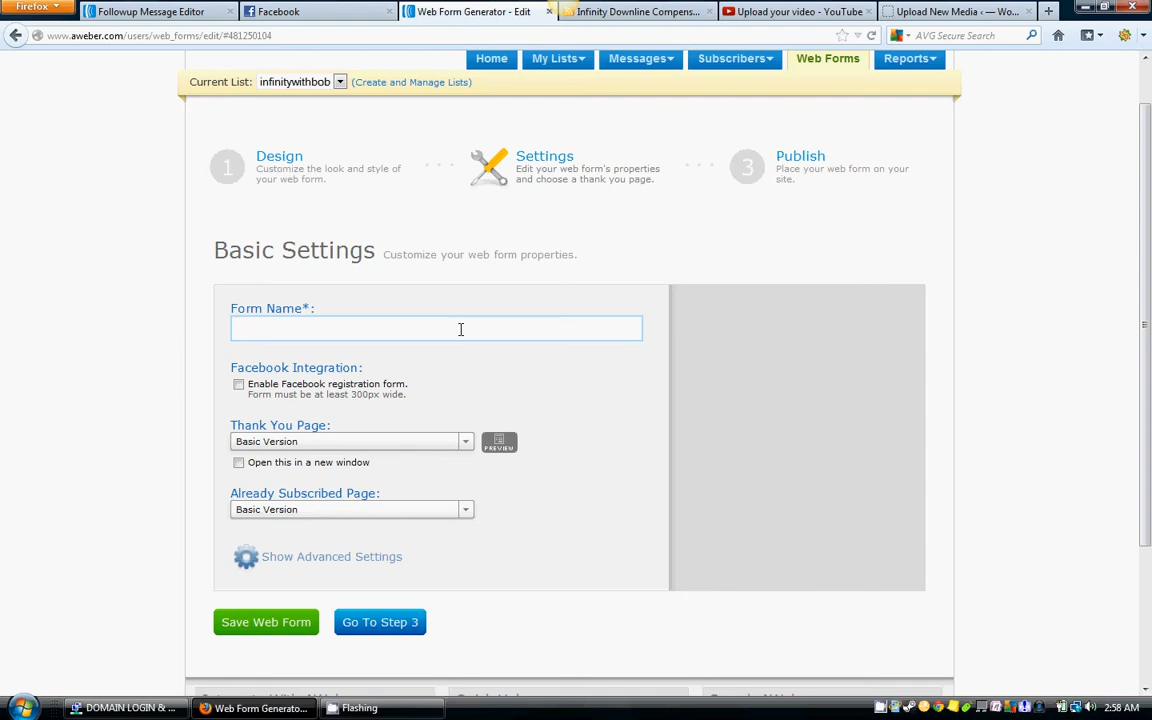 Firefox
Followup Message Editor
Facebook
Web Form Generator - Edit
Infinity Downline Compens...
Upload your video - YouTube
Upload New Media ‹ — Wo...
www.aweber.com/users/web_forms/edit/#481250104
AVG Secure Search
Home
My Lists
Messages
Subscribers
Web Forms
Reports
Current List: infinitywithbob (Create and Manage Lists)
1
Design
Customize the look and style of
your web form.
Settings
Edit your web form's properties
and choose a thank you page.
3
Publish
Place your web form on your
site.
Basic Settings Customize your web form properties.
Form Name*:
Facebook Integration:
Enable Facebook registration form.
Form must be at least 300px wide.
Thank You Page:
Basic Version
PREVIEW
Open this in a new window
Already Subscribed Page:
Basic Version
Show Advanced Settings
Save Web Form
Go To Step 3
DOMAIN LOGIN & ...
Web Form Generato...
Flashing
2:58 AM